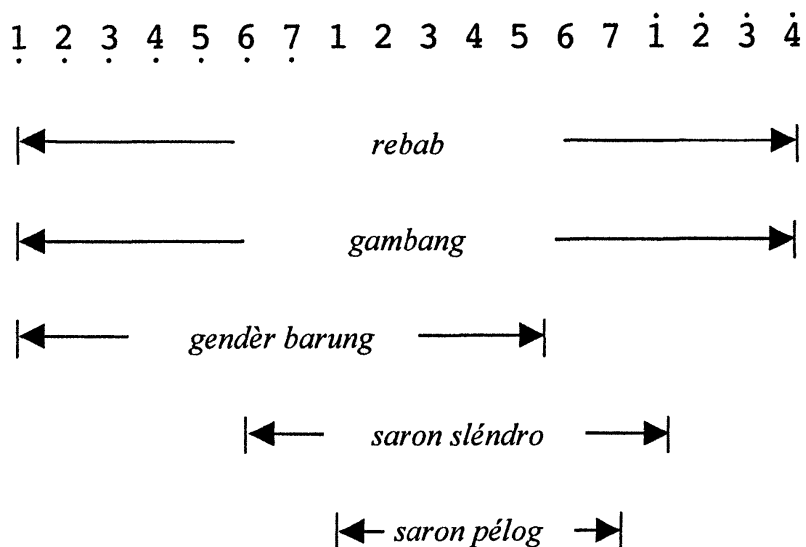 1̣ 2̣ 3̣ 4̣ 5̣ 6̣ 7̣ 1 2 3 4 5 6 7 1̇ 2̇ 3̇ 4̇
rebab
gambang
gendèr barung
saron sléndro
saron pélog